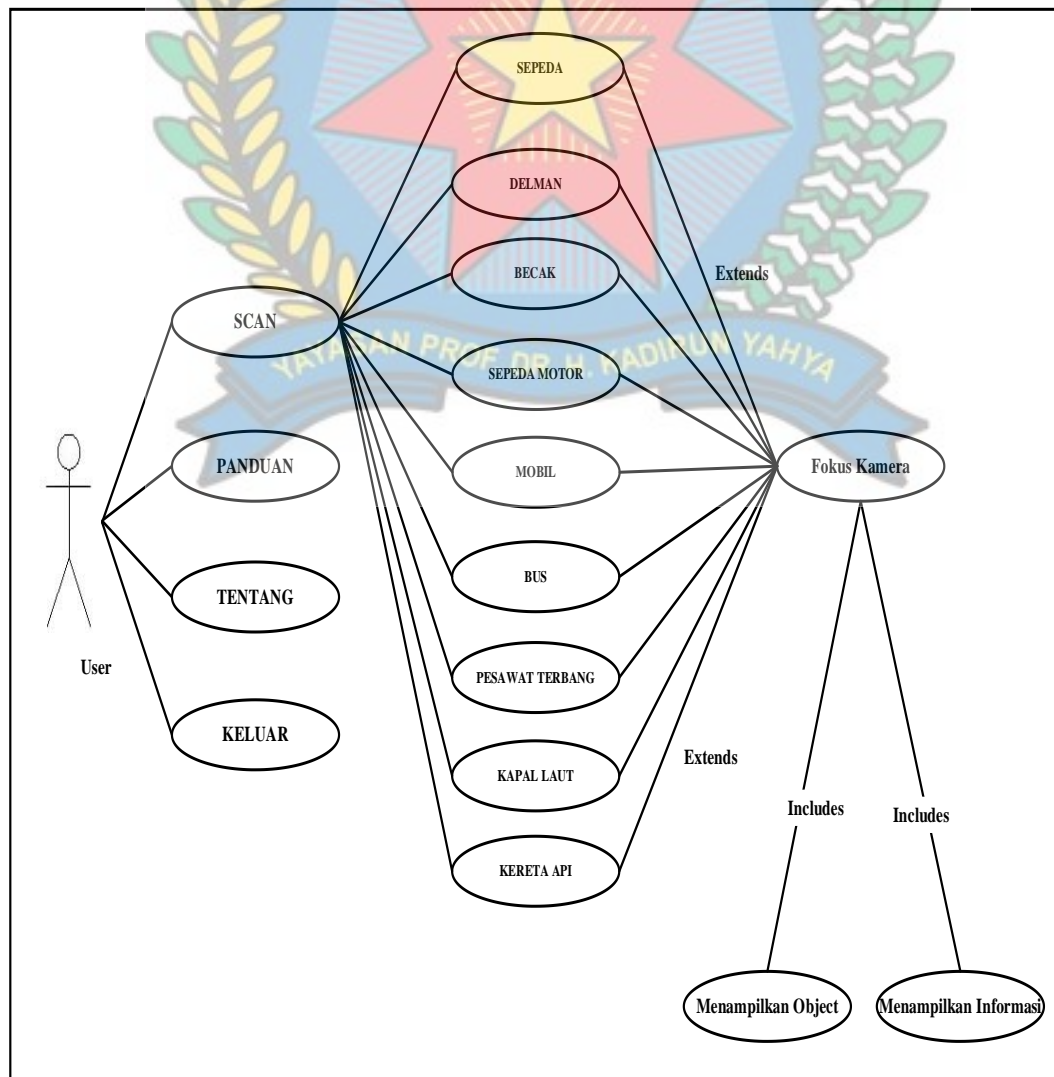 SEPEDA
DELMAN
BECAK
Extends
SCAN
YAYASAN PROF. DR. H. KADIRUN YAHYA
SEPEDA MOTOR
PANDUAN
MOBIL
Fokus Kamera
BUS
TENTANG
User
PESAWAT TERBANG
KELUAR
Extends
KAPAL LAUT
Includes
Includes
KERETA API
Menampilkan Object
Menampilkan Informasi